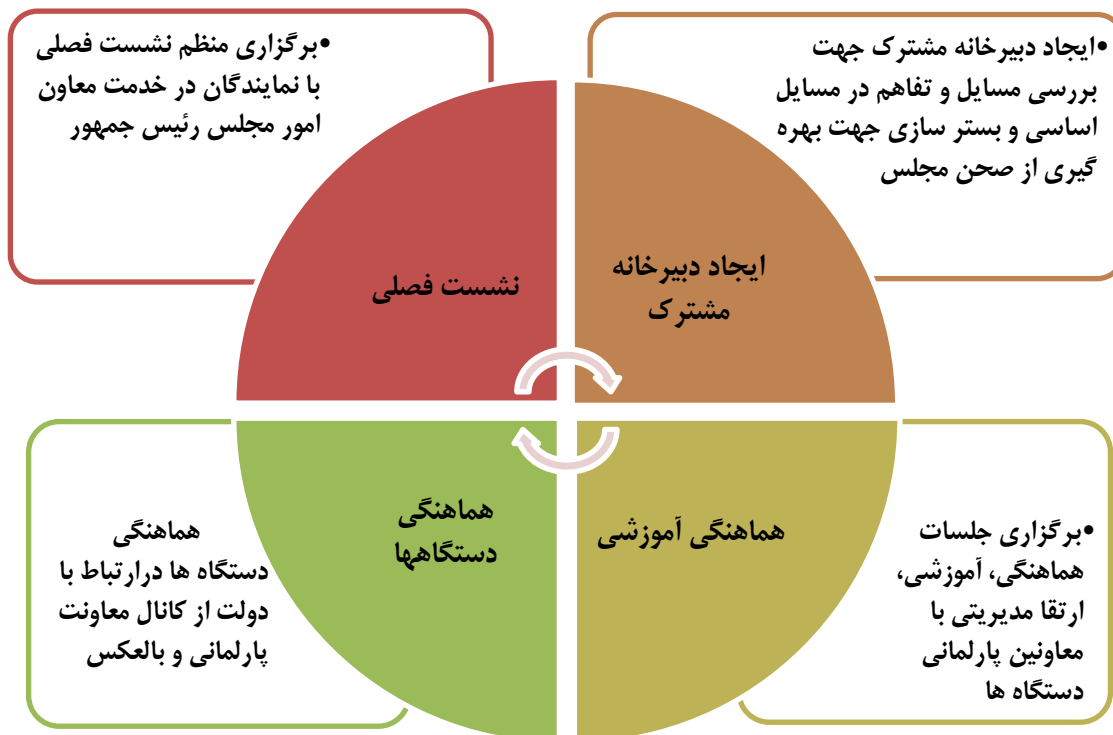 •ایجاد دبیرخانه مشترک جهت
بررسی مسایل و تفاهم در مسایل
اساسی و بستر سازی جهت بهره
گیری از صحن مجلس
•برگزاری منظم نشست فصلی
با نمایندگان در خدمت معاون
امور مجلس رئیس جمهور
ایجاد دبیرخانه
مشترک
نشست فصلی
هماهنگی آموزشی
هماهنگی
دستگاهها
•برگزاری جلسات
هماهنگی، آموزشی،
ارتقا مدیریتی با
معاونین پارلمانی
دستگاه ها
هماهنگی
دستگاه ها درارتباط با
دولت از کانال معاونت
پارلمانی و بالعکس